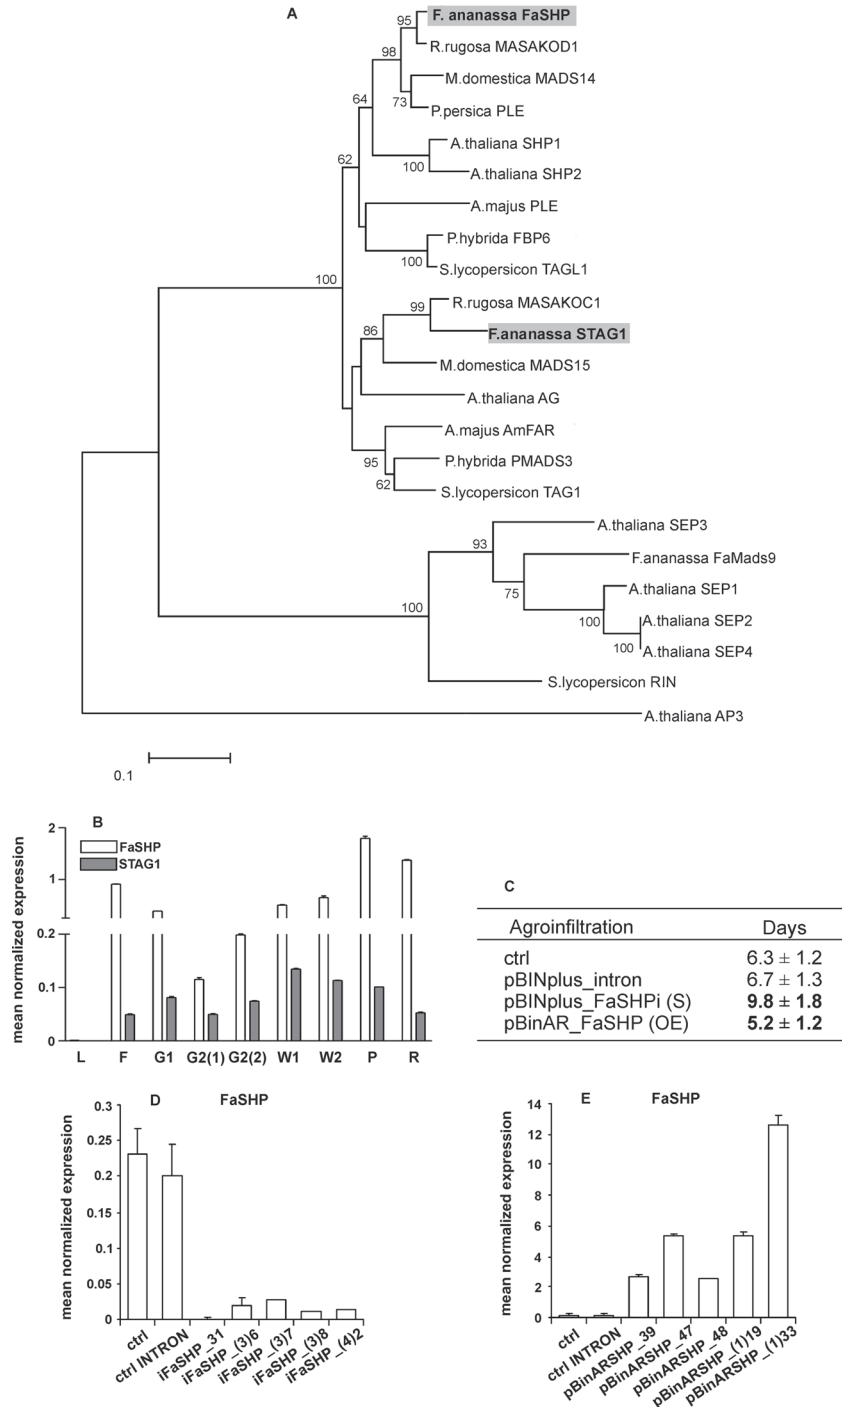 A
95
F. ananassa FaSHP
R.rugosa MASAKOD1
98
M.domestica MADS14
73
P.persica PLE
64
A.thaliana SHP1
100
A.thaliana SHP2
62
A.majus PLE
P.hybrida FBP6
100
S.lycopersicon TAGL1
100
R.rugosa MASAKOC1
99
F.ananassa STAG1
86
M.domestica MADS15
A.thaliana AG
A.majus AmFAR
95
P.hybrida PMADS3
62
S.lycopersicon TAG1
A.thaliana SEP3
93
F.ananassa FaMads9
75
A.thaliana SEP1
100
100
A.thaliana SEP2
100
A.thaliana SEP4
S.lycopersicon RIN
A.thaliana AP3
0.1
B
mean normalized expression
2
1
0.2
0.1
0
FaSHP
STAG1
L F G1 G2(1) G2(2) W1 W2 P R
C
Agroinfiltration Days
ctrl 6.3 ± 1.2
pBINplus_intron 6.7 ± 1.3
pBINplus_FaSHPi (S) 9.8 ± 1.8
pBinAR_FaSHP (OE) 5.2 ± 1.2
D FaSHP
mean normalized expression
0.3
0.25
0.2
0.15
0.1
0.05
0
ctrl
ctrl INTRON
iFaSHP_31
iFaSHP_(3)6
iFaSHP_(3)7
iFaSHP_(3)8
iFaSHP_(4)2
E FaSHP
mean normalized expression
14
12
10
8
6
4
2
0
ctrl
ctrl INTRON
pBinARSHP_39
pBinARSHP_47
pBinARSHP_48
pBinARSHP_(1)19
pBinARSHP_(1)33